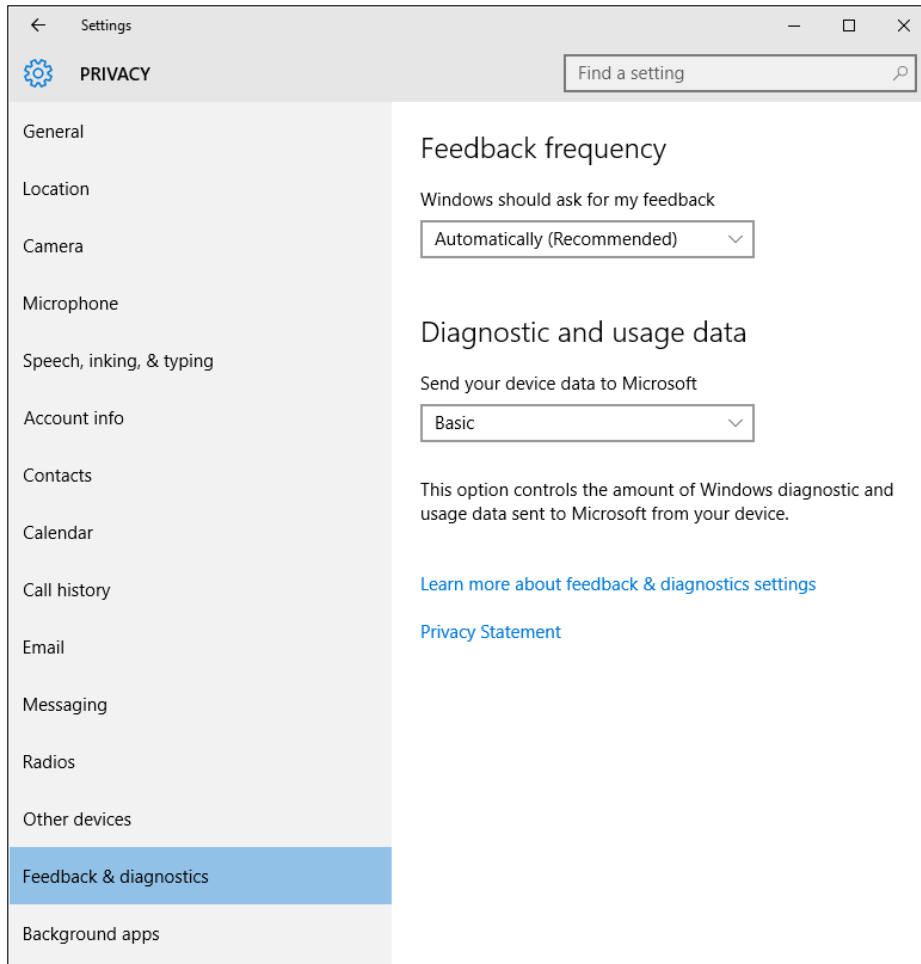 Settings
PRIVACY
Find a setting
General
Location
Camera
Microphone
Speech, inking, & typing
Account info
Contacts
Calendar
Call history
Email
Messaging
Radios
Other devices
Feedback & diagnostics
Background apps
Feedback frequency
Windows should ask for my feedback
Automatically (Recommended)
Diagnostic and usage data
Send your device data to Microsoft
Basic
This option controls the amount of Windows diagnostic and
usage data sent to Microsoft from your device.
Learn more about feedback & diagnostics settings
Privacy Statement